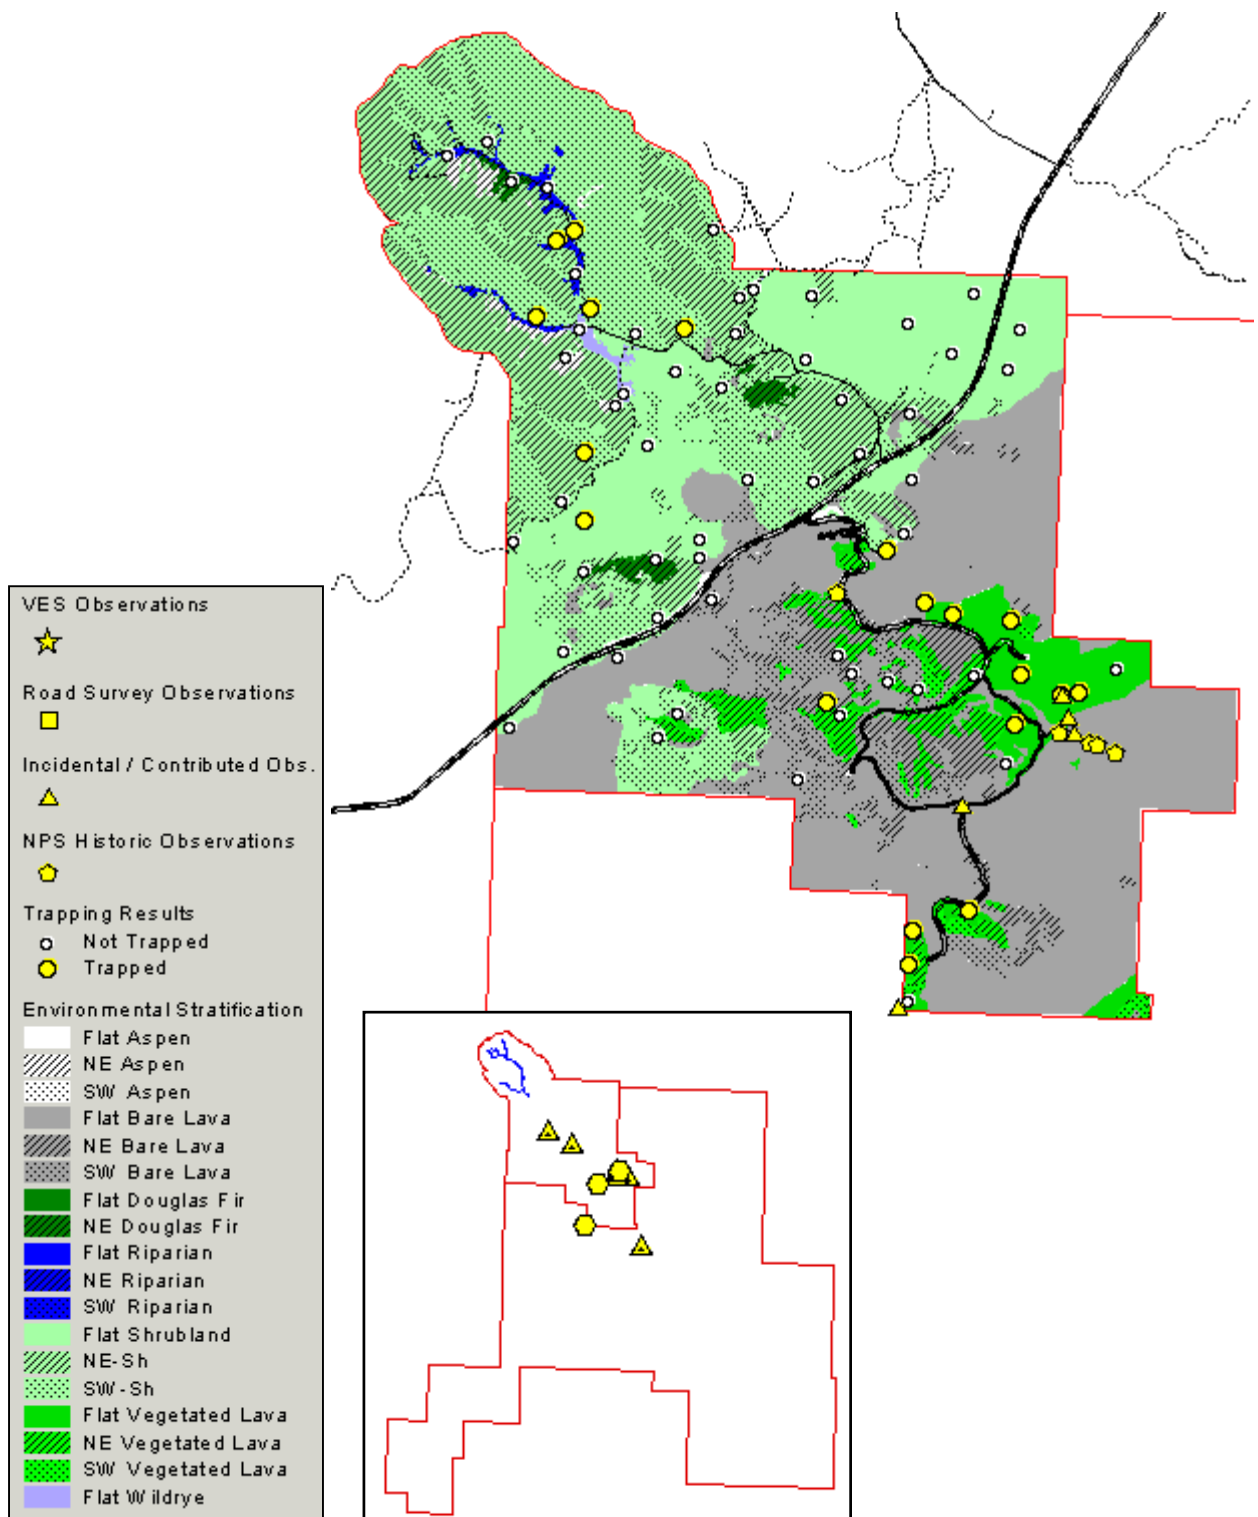 VES Observations
Road Survey Observations
Incidental / Contributed Obs.
NPS Historic Observations
Trapping Results
Not Trapped
Trapped
Environmental Stratification
Flat Aspen
NE Aspen
SW Aspen
Flat Bare Lava
NE Bare Lava
SW Bare Lava
Flat Douglas Fir
NE Douglas Fir
Flat Riparian
NE Riparian
SW Riparian
Flat Shrubland
NE-Sh
SW-Sh
Flat Vegetated Lava
NE Vegetated Lava
SW Vegetated Lava
Flat Wildrye